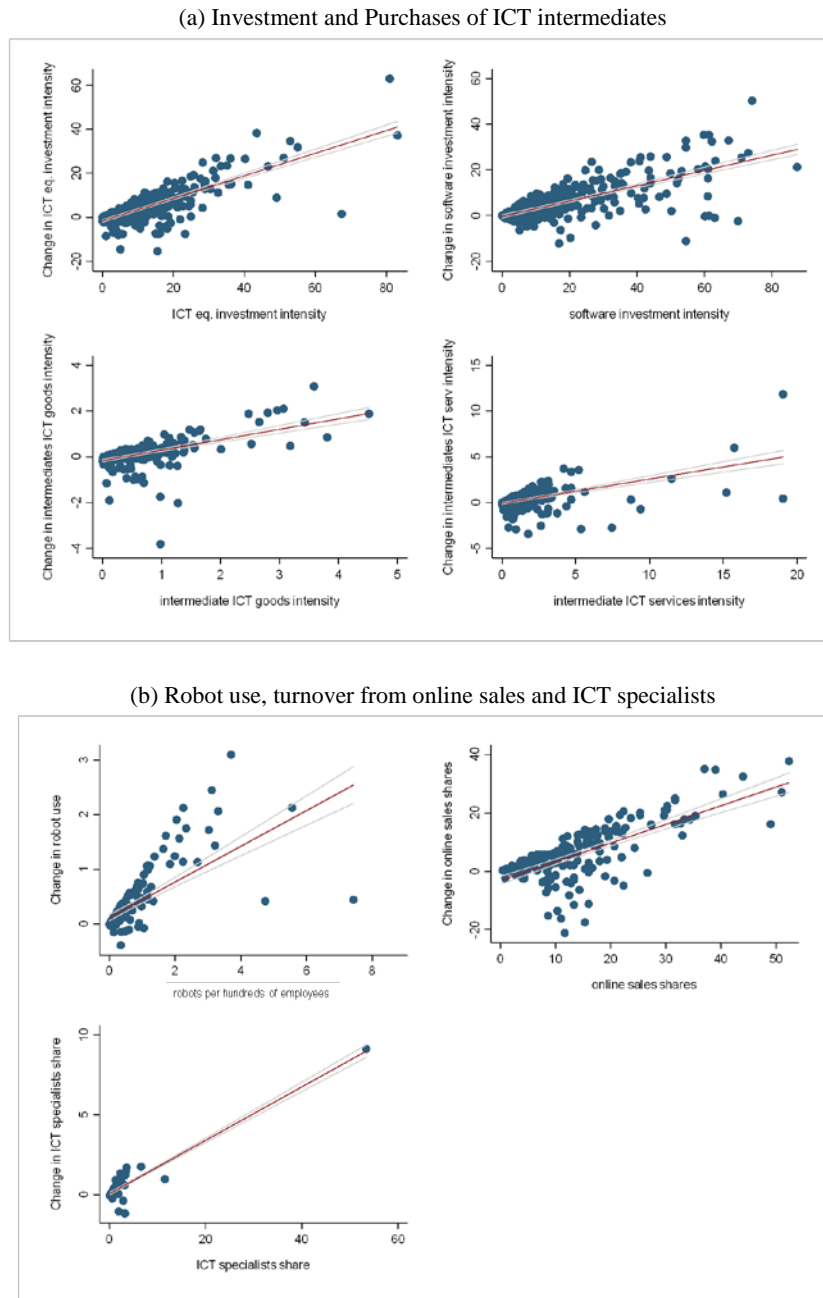 (a) Investment and Purchases of ICT intermediates
Change in ICT eq. investment intensity
60
40
20
0
-20
0 20 40 60 80
ICT eq. investment intensity
Change in software investment intensity
60
40
20
0
-20
0 20 40 60 80
software investment intensity
Change in intermediates ICT goods intensity
4
2
0
-2
-4
0 1 2 3 4 5
intermediate ICT goods intensity
Change in intermediates ICT serv intensity
15
10
5
0
-5
0 5 10 15 20
intermediate ICT services intensity
(b) Robot use, turnover from online sales and ICT specialists
Change in robot use
3
2
1
0
0 2 4 6 8
robots per hundreds of employees
Change in online sales shares
40
20
0
-20
0 10 20 30 40 50
online sales shares
Change in ICT specialists share
10
5
0
0 20 40 60
ICT specialists share